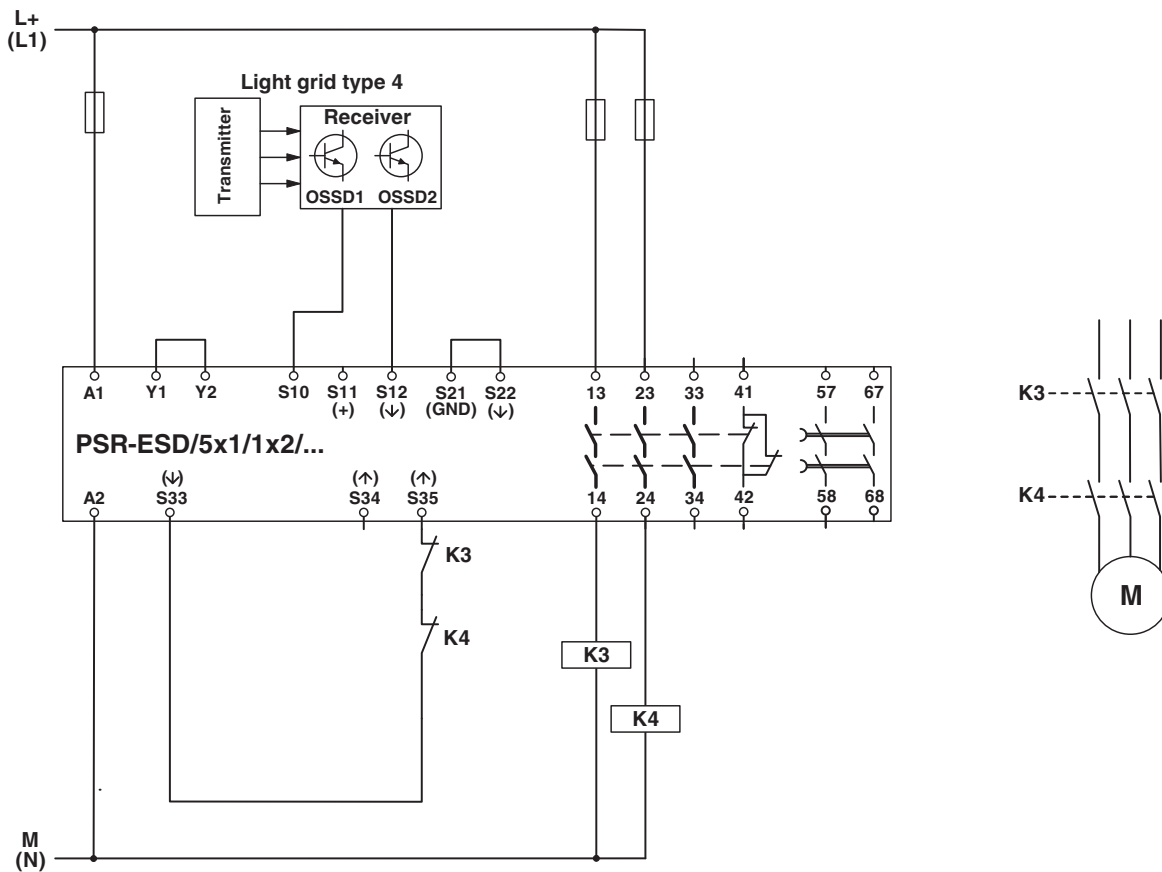 L+
(L1)
Light grid type 4
Transmitter
Receiver
OSSD1 OSSD2
A1 Y1 Y2 S10 S11 S12 S21 S22 13 23 33 41 57 67
(+) (↓) (GND) (↓)
PSR-ESD/5x1/1x2/...
(↓) (↑) (↑)
A2 S33 S34 S35 14 24 34 42 58 68
K3
K4
K3
K4
M
(N)
K3
K4
M